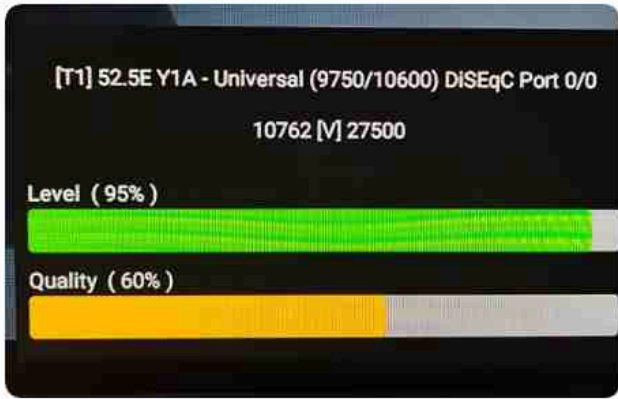 [T1] 52.5E Y1A - Universal (9750/10600) DiSEqC Port 0/0
10762 [V] 27500
Level ( 95% )
Quality ( 60% )